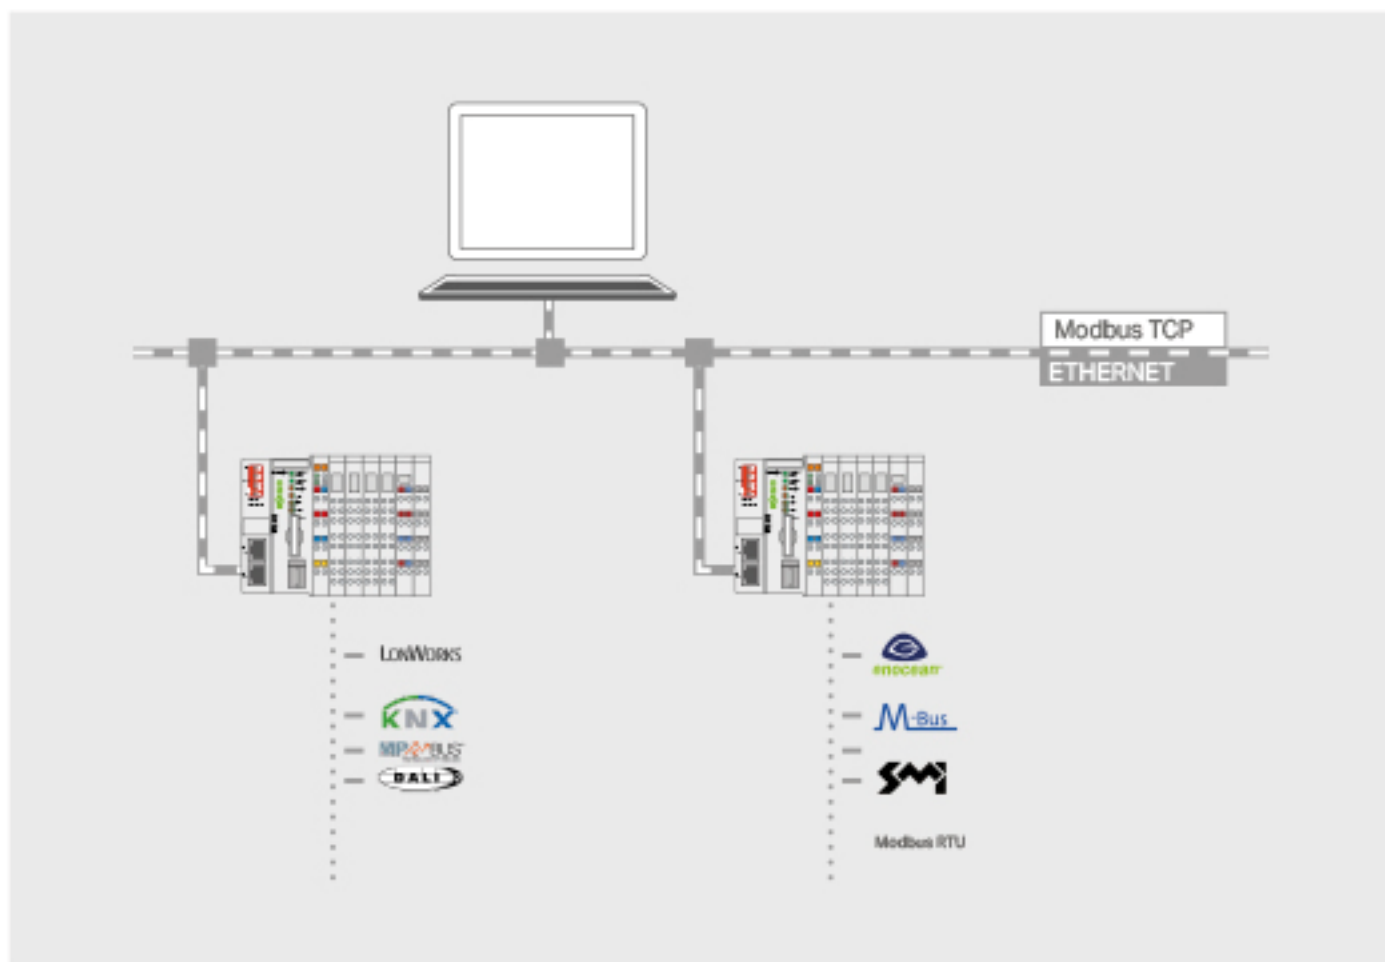 Modbus TCP
ETHERNET
LONWORKS
enocean
KNX
M-Bus
MP BUS
DALI
SMI
Modbus RTU